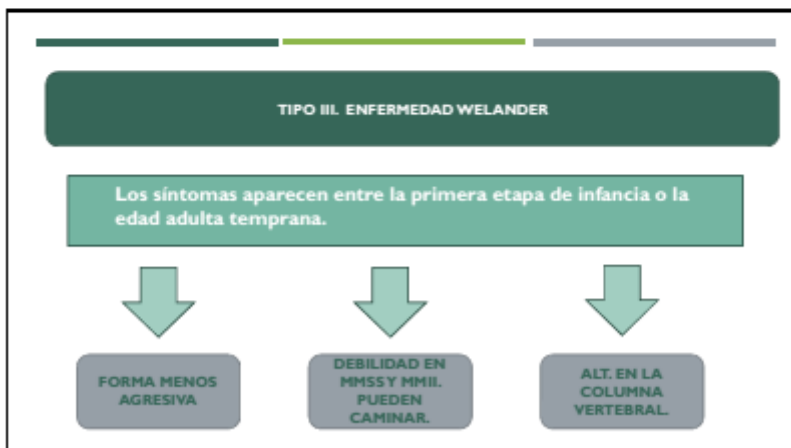 TIPO III. ENFERMEDAD WELANDER
Los síntomas aparecen entre la primera etapa de infancia o la
edad adulta temprana.
FORMA MENOS
AGRESIVA
DEBILIDAD EN
MMSS Y MMII.
PUEDEN
CAMINAR.
ALT. EN LA
COLUMNA
VERTEBRAL.